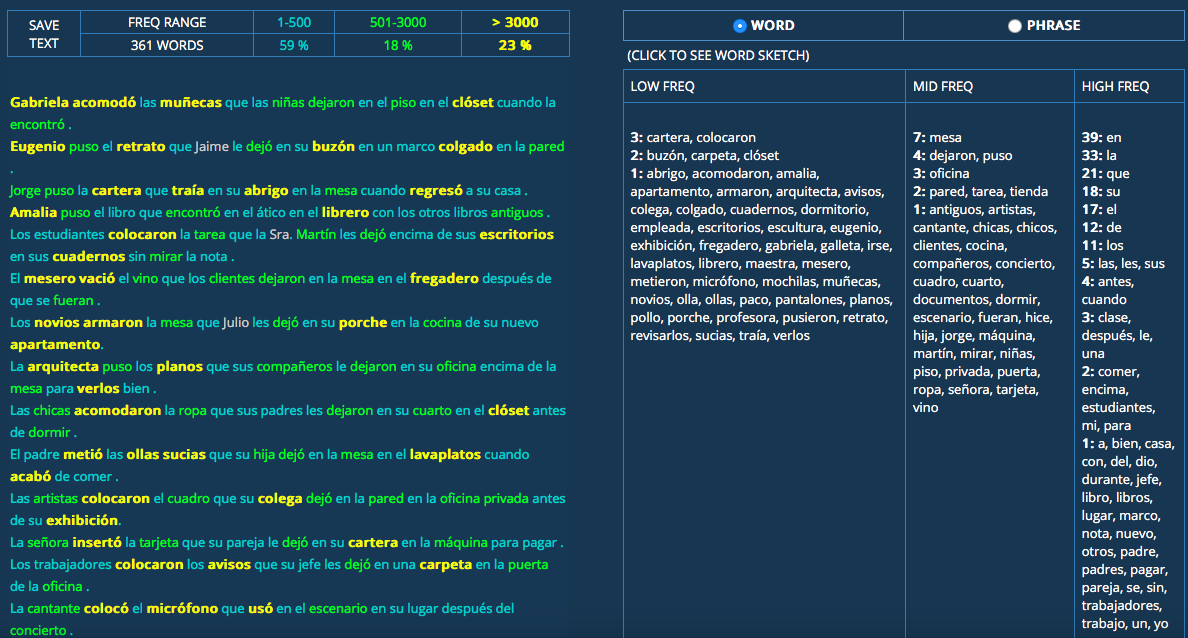 SAVE TEXT
FREQ RANGE 1-500 501-3000 > 3000
361 WORDS 59 % 18 % 23 %
Gabriela acomodó las muñecas que las niñas dejaron en el piso en el clóset cuando la
encontró .
Eugenio puso el retrato que Jaime le dejó en su buzón en un marco colgado en la pared
.
Jorge puso la cartera que traía en su abrigo en la mesa cuando regresó a su casa .
Amalia puso el libro que encontró en el ático en el librero con los otros libros antiguos .
Los estudiantes colocaron la tarea que la Sra. Martín les dejó encima de sus escritorios
en sus cuadernos sin mirar la nota .
El mesero vació el vino que los clientes dejaron en la mesa en el fregadero después de
que se fueran .
Los novios armaron la mesa que Julio les dejó en su porche en la cocina de su nuevo
apartamento.
La arquitecta puso los planos que sus compañeros le dejaron en su oficina encima de la
mesa para verlos bien .
Las chicas acomodaron la ropa que sus padres les dejaron en su cuarto en el clóset antes
de dormir .
El padre metió las ollas sucias que su hija dejó en la mesa en el lavaplatos cuando
acabó de comer .
Las artistas colocaron el cuadro que su colega dejó en la pared en la oficina privada antes
de su exhibición.
La señora insertó la tarjeta que su pareja le dejó en su cartera en la máquina para pagar .
Los trabajadores colocaron los avisos que su jefe les dejó en una carpeta en la puerta
de la oficina .
La cantante colocó el micrófono que usó en el escenario en su lugar después del
concierto .
WORD PHRASE
(CLICK TO SEE WORD SKETCH)
LOW FREQ
3: cartera, colocaron
2: buzón, carpeta, clóset
1: abrigo, acomodaron, amalia,
apartamento, armaron, arquitecta, avisos,
colega, colgado, cuadernos, dormitorio,
empleada, escritorios, escultura, eugenio,
exhibición, fregadero, gabriela, galleta, irse,
lavaplatos, librero, maestra, mesero,
metieron, micrófono, mochilas, muñecas,
novios, olla, ollas, paco, pantalones, planos,
pollo, porche, profesora, pusieron, retrato,
revisarlos, sucias, traía, verlos
MID FREQ
7: mesa
4: dejaron, puso
3: oficina
2: pared, tarea, tienda
1: antiguos, artistas,
cantante, chicas, chicos,
clientes, cocina,
compañeros, concierto,
cuadro, cuarto,
documentos, dormir,
escenario, fueran, hice,
hija, jorge, máquina,
martín, mirar, niñas,
piso, privada, puerta,
ropa, señora, tarjeta,
vino
HIGH FREQ
39: en
33: la
21: que
18: su
17: el
12: de
11: los
5: las, les, sus
4: antes,
cuando
3: clase,
después, le,
una
2: comer,
encima,
estudiantes,
mi, para
1: a, bien, casa,
con, del, dio,
durante, jefe,
libro, libros,
lugar, marco,
nota, nuevo,
otros, padre,
padres, pagar,
pareja, se, sin,
trabajadores,
trabajo, un, yo